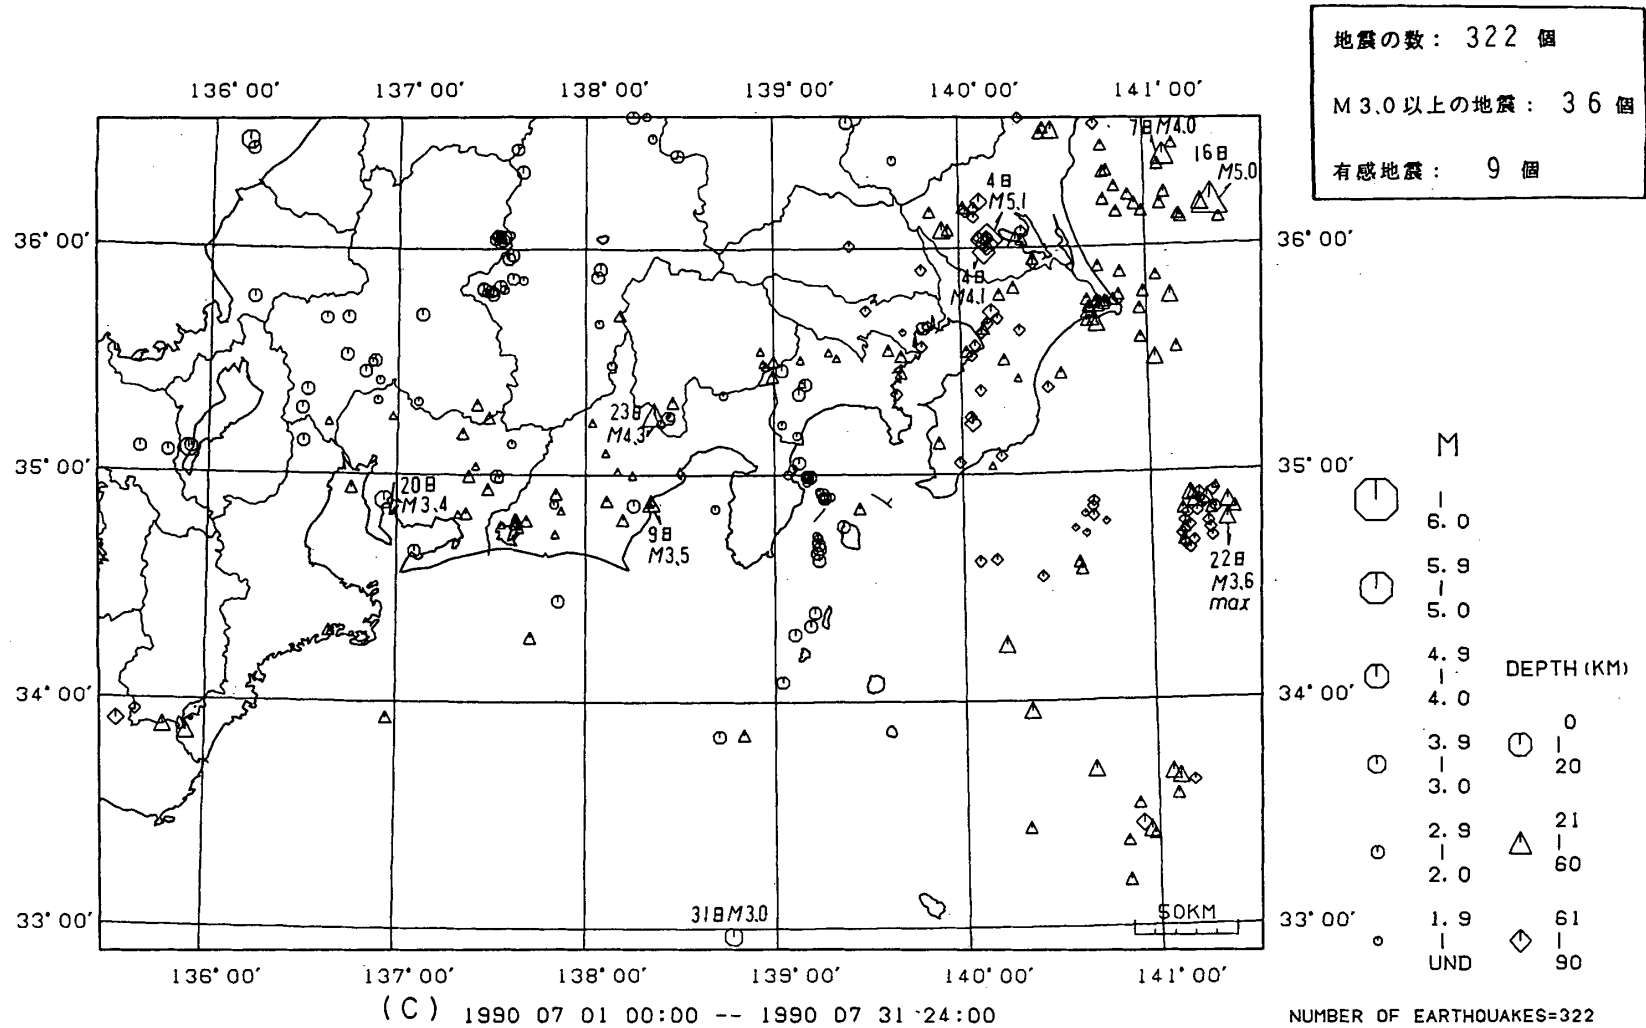 地震の数： 322 個
M3.0以上の地震： 36個
有感地震： 9 個
136°00′ 137°00′ 138°00′ 139°00′ 140°00′ 141°00′
7日M4.0
16日
M5.0
4日
M5.1
36°00′ 36°00′
4日
M4.1
23日
M4.3
35°00′ 35°00′
20日
M3.4
9日
M3.5
22日
M3.6
max
34°00′ 34°00′
31日M3.0
50KM
33°00′ 33°00′
136°00′ 137°00′ 138°00′ 139°00′ 140°00′ 141°00′
(C) 1990 07 01 00:00 -- 1990 07 31 24:00
M
|
6.0
5.9
|
5.0
4.9
|
4.0
3.9
|
3.0
2.9
|
2.0
1.9
|
UND
DEPTH(KM)
0
|
20
21
|
60
61
|
90
NUMBER OF EARTHQUAKES=322